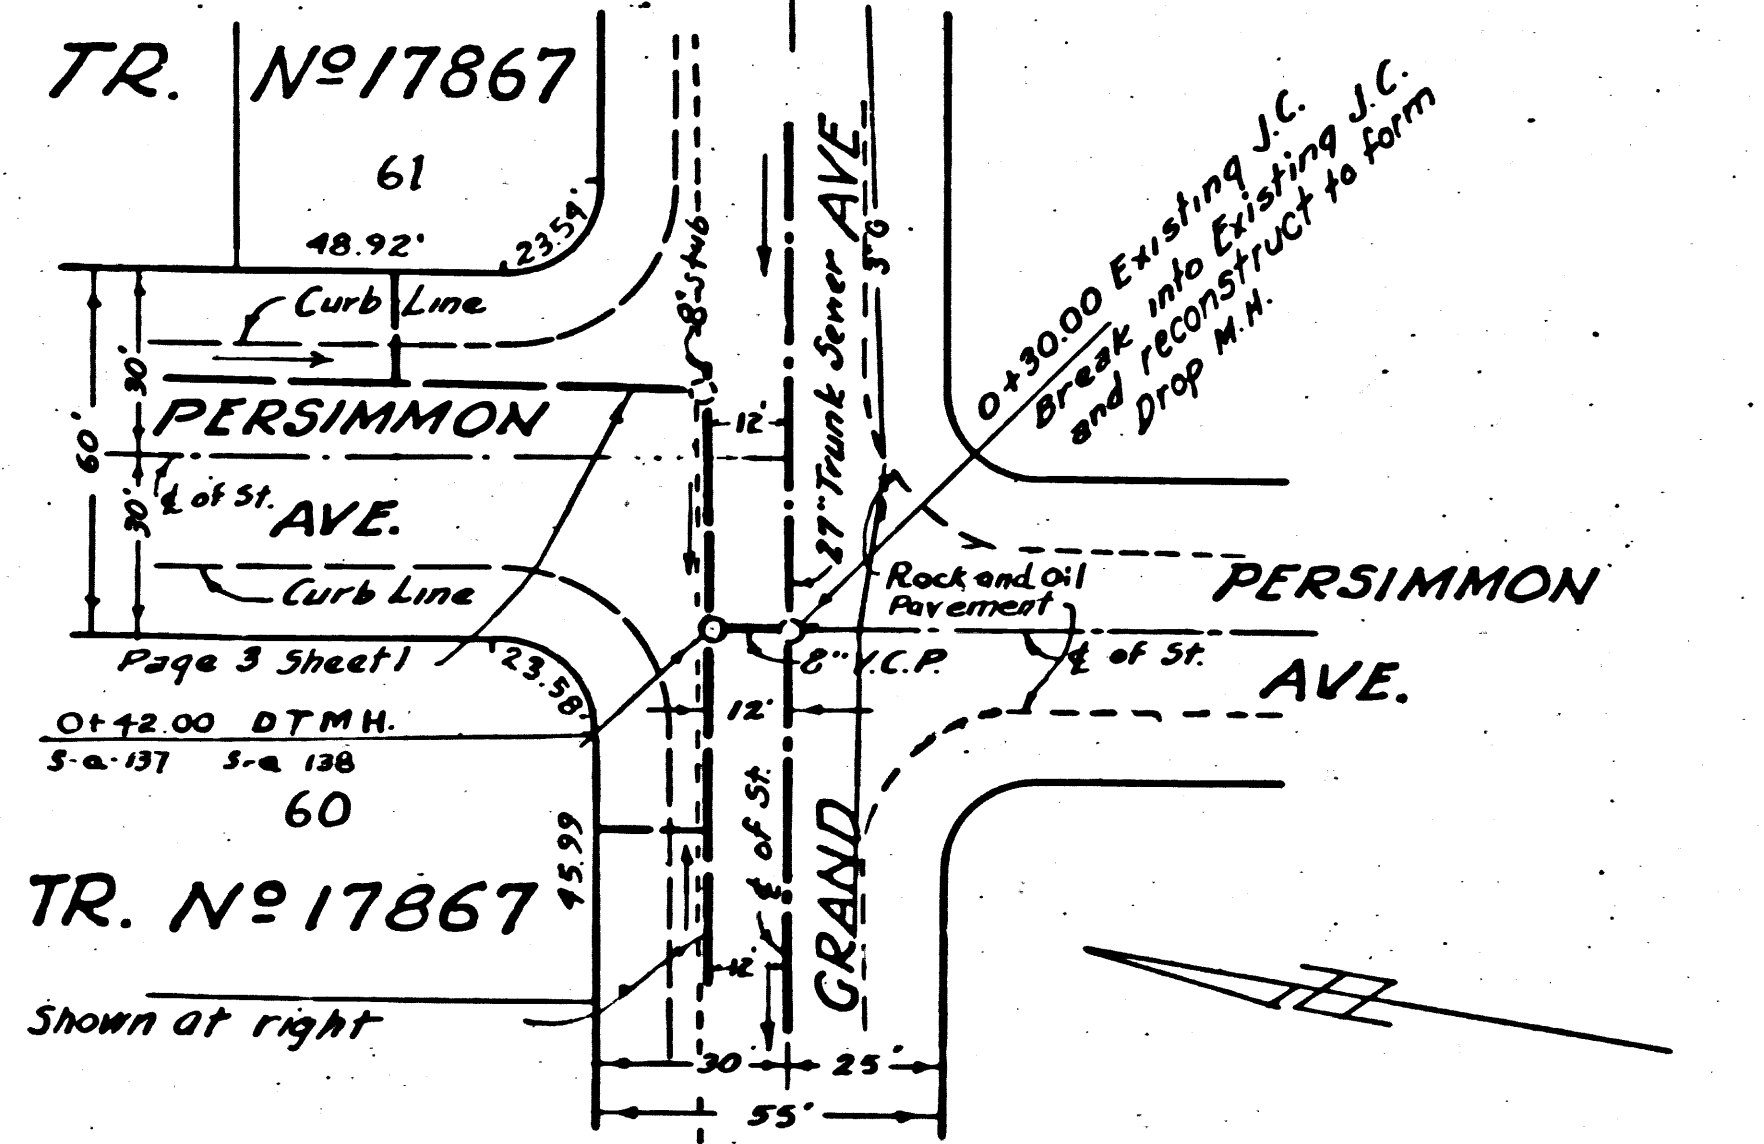 TR. Nº 17867
61
48.92'
23.59'
Curb Line
8" Stub
27" Trunk Sewer AVE
0+30.00 Existing J.C.
Break into Existing J.C.
and reconstruct to form
Drop M.H.
30'
60'
30'
PERSIMMON
℄ of St.
AVE.
12'
Curb Line
Rock and Oil
Pavement
PERSIMMON
AVE.
℄ of St.
Page 3 Sheet 1
23.58'
8" V.C.P.
12'
0+42.00 D T M H.
S-a-137 S-a 138
60
45.99
℄ of St.
GRAND
TR. Nº 17867
12'
Shown at right
30'
25'
55'